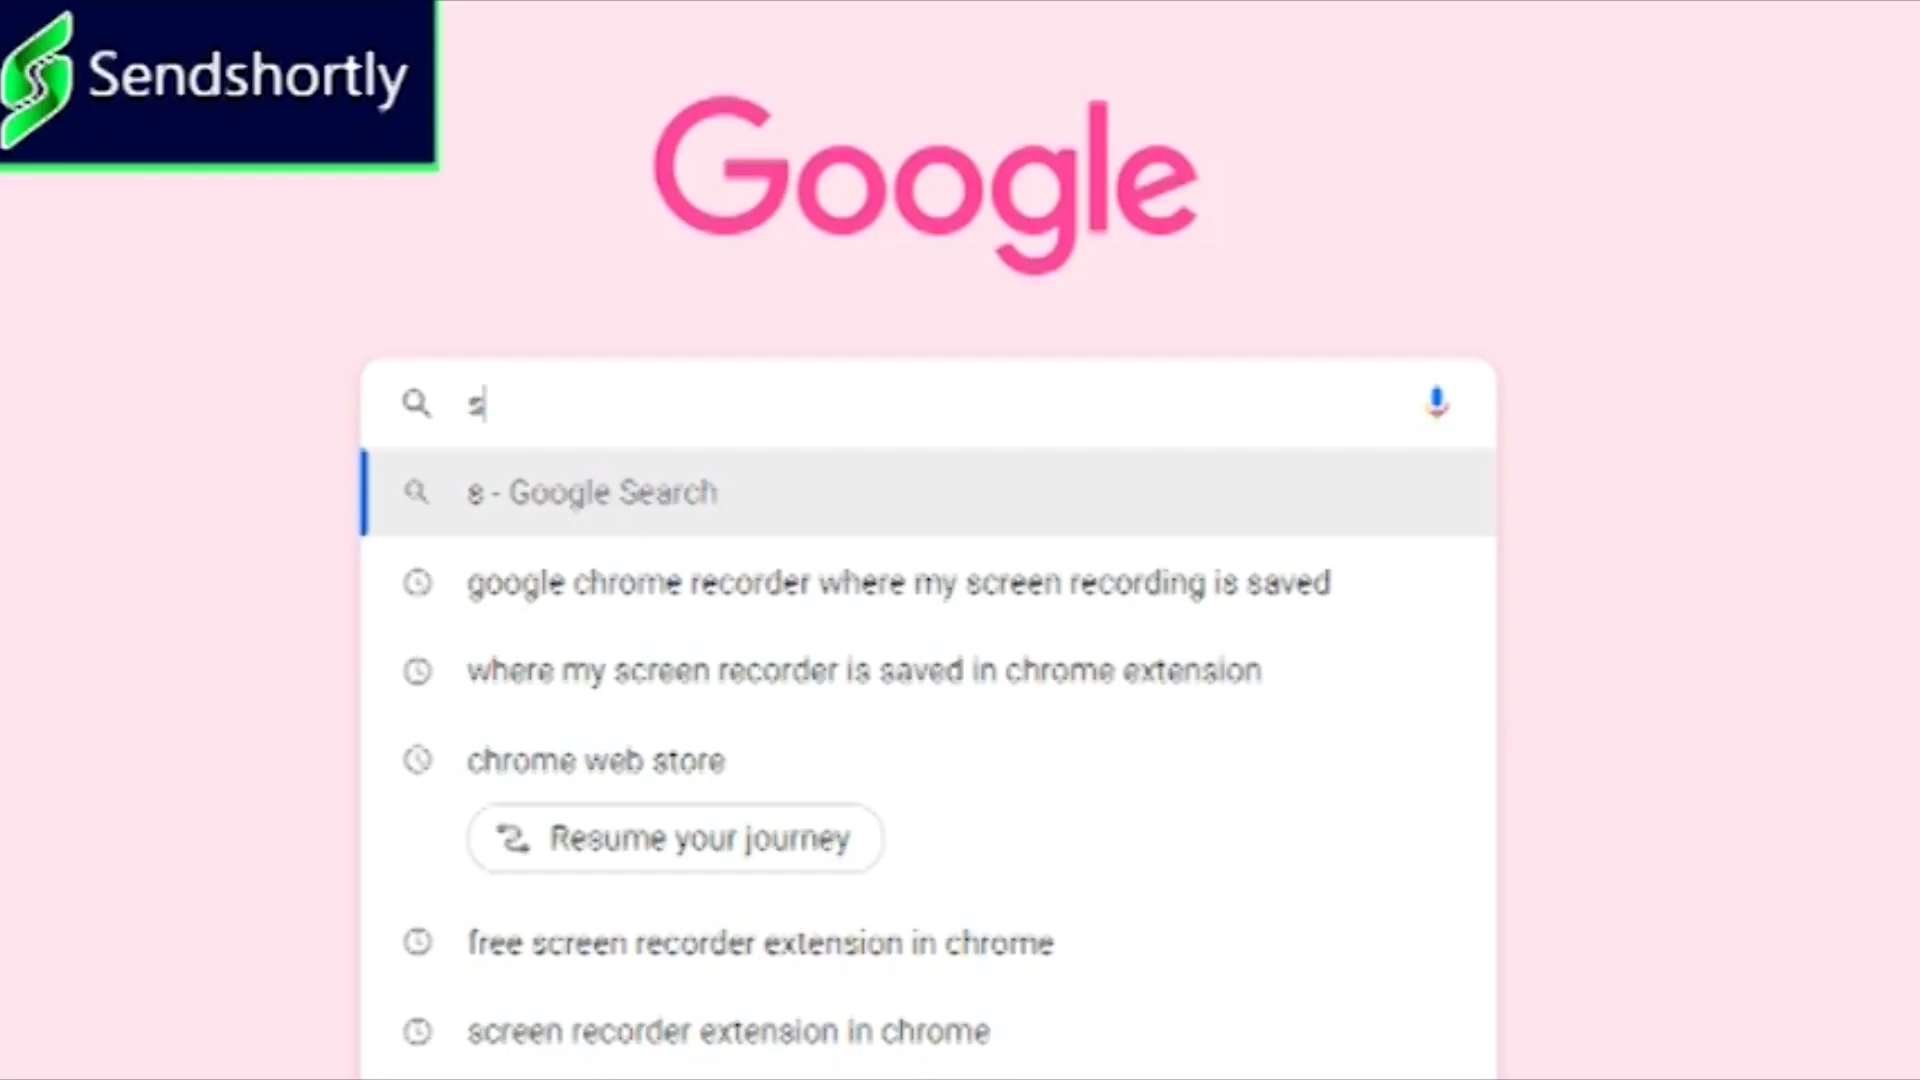 Sendshortly
Google
s
s - Google Search
google chrome recorder where my screen recording is saved
where my screen recorder is saved in chrome extension
chrome web store
Resume your journey
free screen recorder extension in chrome
screen recorder extension in chrome